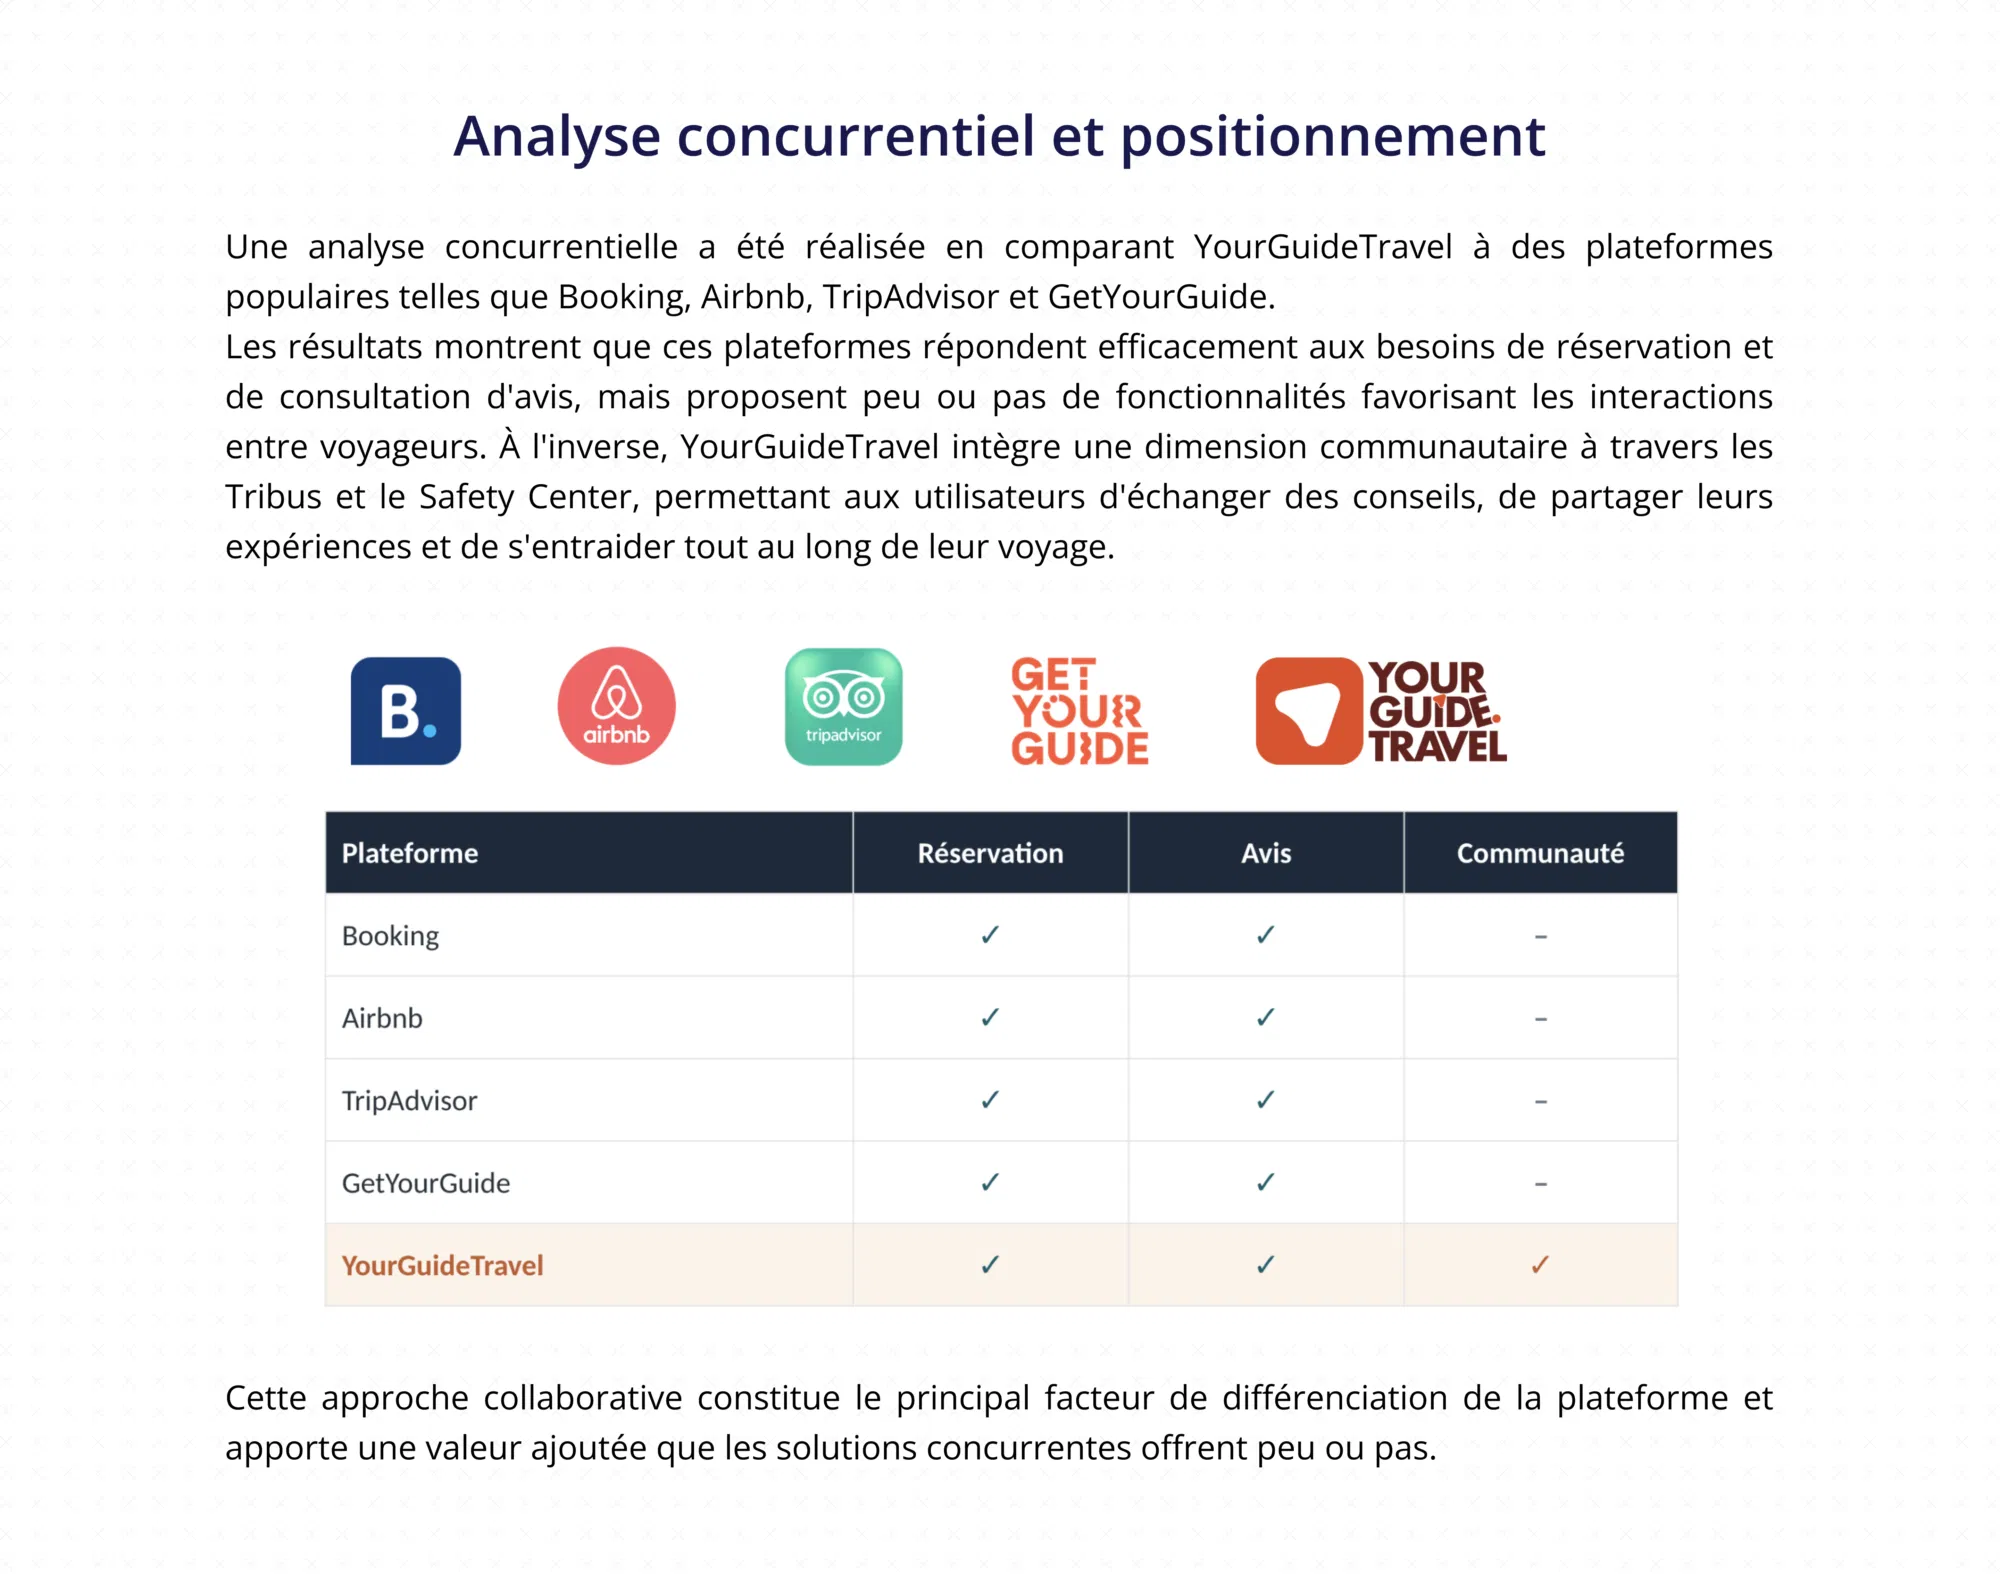 Analyse concurrentiel et positionnement
Une analyse concurrentielle a été réalisée en comparant YourGuideTravel à des plateformes
populaires telles que Booking, Airbnb, TripAdvisor et GetYourGuide.
Les résultats montrent que ces plateformes répondent efficacement aux besoins de réservation et
de consultation d'avis, mais proposent peu ou pas de fonctionnalités favorisant les interactions
entre voyageurs. À l'inverse, YourGuideTravel intègre une dimension communautaire à travers les
Tribus et le Safety Center, permettant aux utilisateurs d'échanger des conseils, de partager leurs
expériences et de s'entraider tout au long de leur voyage.
B.
airbnb
tripadvisor
GET
YOUR
GUIDE
YOUR
GUIDE.
TRAVEL
Plateforme Réservation Avis Communauté
Booking ✓ ✓ –
Airbnb ✓ ✓ –
TripAdvisor ✓ ✓ –
GetYourGuide ✓ ✓ –
YourGuideTravel ✓ ✓ ✓
Cette approche collaborative constitue le principal facteur de différenciation de la plateforme et
apporte une valeur ajoutée que les solutions concurrentes offrent peu ou pas.